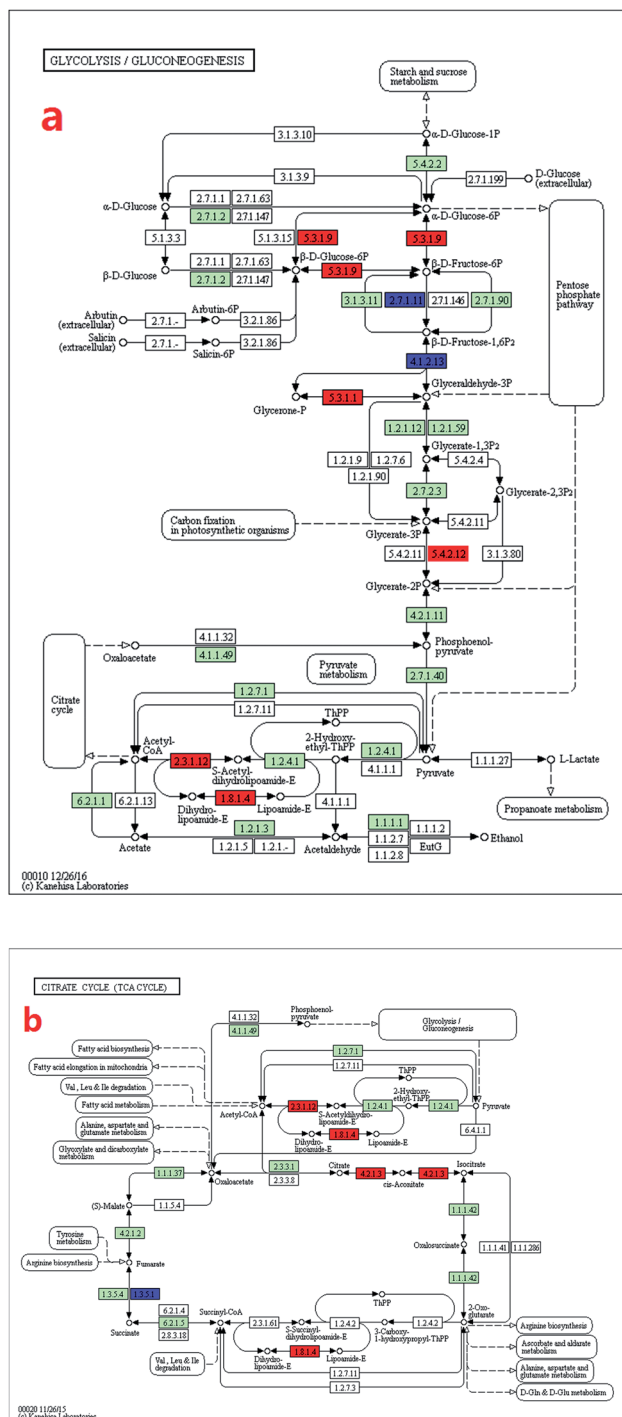 GLYCOLYSIS / GLUCONEOGENESIS
a
Starch and sucrose
metabolism
α-D-Glucose-1P
3.1.3.10
5.4.2.2
3.1.3.9
2.7.1.199
D-Glucose
(extracellular)
α-D-Glucose
2.7.1.1
2.7.1.63
2.7.1.2
2.7.1.147
α-D-Glucose-6P
5.1.3.3
5.1.3.15
5.3.1.9
5.3.1.9
β-D-Glucose
2.7.1.1
2.7.1.63
2.7.1.2
2.7.1.147
β-D-Glucose-6P
5.3.1.9
β-D-Fructose-6P
Pentose
phosphate
pathway
3.1.3.11
2.7.1.11
2.7.1.146
2.7.1.90
Arbutin
(extracellular)
2.7.1.-
Arbutin-6P
3.2.1.86
Salicin
(extracellular)
2.7.1.-
Salicin-6P
3.2.1.86
β-D-Fructose-1,6P2
4.1.2.13
Glycerone-P
5.3.1.1
Glyceraldehyde-3P
1.2.1.12
1.2.1.59
1.2.1.9
1.2.7.6
1.2.1.90
Glycerate-1,3P2
5.4.2.4
2.7.2.3
Glycerate-2,3P2
Carbon fixation
in photosynthetic organisms
Glycerate-3P
5.4.2.11
5.4.2.11
5.4.2.12
3.1.3.80
Glycerate-2P
4.2.1.11
Citrate
cycle
Oxaloacetate
4.1.1.32
4.1.1.49
Phosphoenol-
pyruvate
Pyruvate
metabolism
2.7.1.40
1.2.7.1
1.2.7.11
ThPP
Acetyl-
CoA
2.3.1.12
S-Acetyl-
dihydrolipoamide-E
1.2.4.1
2-Hydroxy-
ethyl-ThPP
1.2.4.1
4.1.1.1
Pyruvate
1.1.1.27
L-Lactate
Propanoate metabolism
Dihydro-
lipoamide-E
1.8.1.4
Lipoamide-E
6.2.1.1
6.2.1.13
4.1.1.1
Acetate
1.2.1.3
1.2.1.5
1.2.1.-
Acetaldehyde
1.1.1.1
1.1.1.2
1.1.2.7
EutG
1.1.2.8
Ethanol
00010 12/26/16
(c) Kanehisa Laboratories
CITRATE CYCLE (TCA CYCLE)
b
4.1.1.32
4.1.1.49
Phosphoenol-
pyruvate
Glycolysis /
Gluconeogenesis
Fatty acid biosynthesis
Fatty acid elongation in mitochondria
Val, Leu & Ile degradation
Fatty acid metabolism
Alanine, aspartate and
glutamate metabolism
Glyoxylate and dicarboxylate
metabolism
1.2.7.1
1.2.7.11
ThPP
Acetyl-CoA
2.3.1.12
S-Acetyldihydro-
lipoamide-E
1.2.4.1
2-Hydroxy-
ethyl-ThPP
1.2.4.1
Pyruvate
Dihydro-
lipoamide-E
1.8.1.4
Lipoamide-E
6.4.1.1
1.1.1.37
Oxaloacetate
2.3.3.1
2.3.3.8
Citrate
4.2.1.3
cis-Aconitate
4.2.1.3
Isocitrate
(S)-Malate
1.1.5.4
1.1.1.42
4.2.1.2
Oxalosuccinate
1.1.1.41
1.1.1.286
Tyrosine
metabolism
Arginine biosynthesis
Fumarate
1.1.1.42
1.3.5.4
1.3.5.1
Succinate
6.2.1.4
6.2.1.5
2.8.3.18
Succinyl-CoA
2.3.1.61
S-Succinyl-
dihydrolipoamide-E
ThPP
1.2.4.2
3-Carboxy-
1-hydroxypropyl-ThPP
1.2.4.2
2-Oxo-
glutarate
Val, Leu & Ile
degradation
Dihydro-
lipoamide-E
1.8.1.4
Lipoamide-E
1.2.7.11
1.2.7.3
Arginine biosynthesis
Ascorbate and aldarate
metabolism
Alanine, aspartate and
glutamate metabolism
D-Gln & D-Glu metabolism
00020 11/26/15
(c) Kanehisa Laboratories